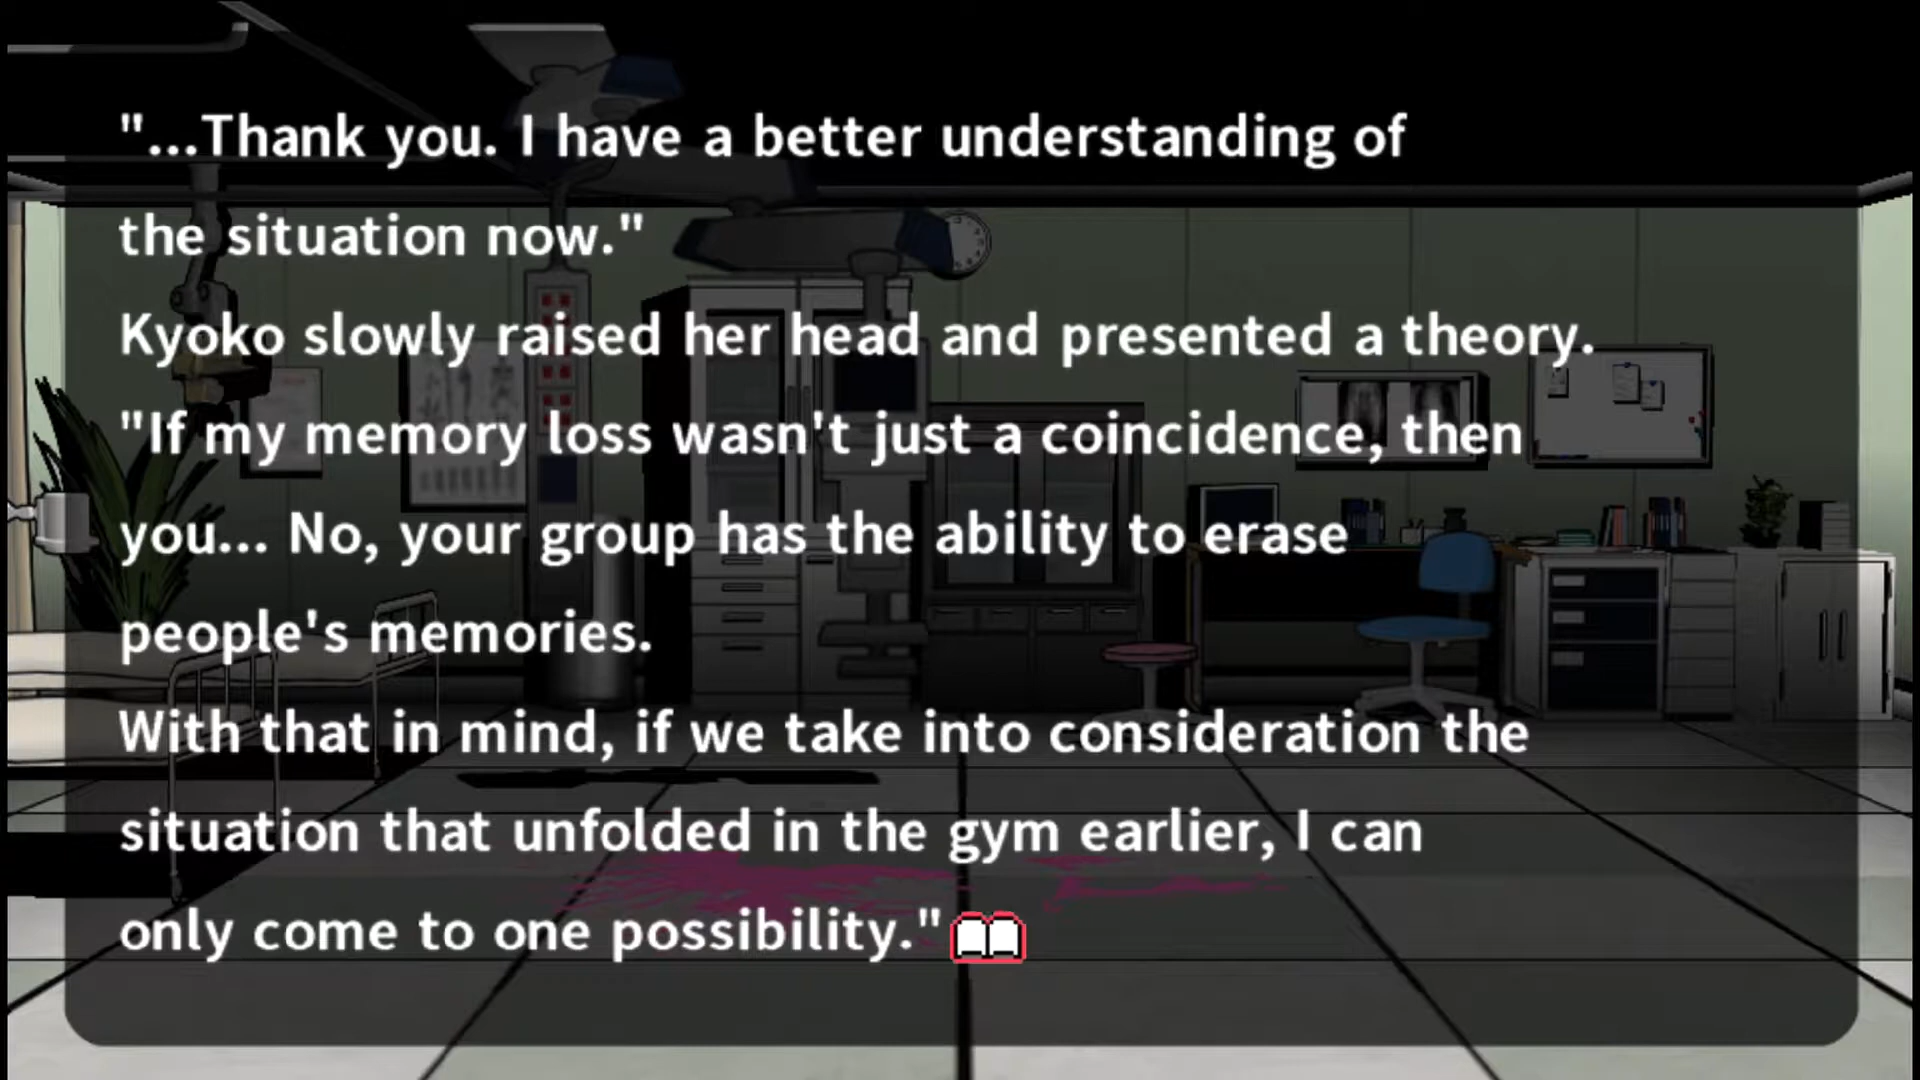 "...Thank you. I have a better understanding of
the situation now."
Kyoko slowly raised her head and presented a theory.
"If my memory loss wasn't just a coincidence, then
you... No, your group has the ability to erase
people's memories.
With that in mind, if we take into consideration the
situation that unfolded in the gym earlier, I can
only come to one possibility."